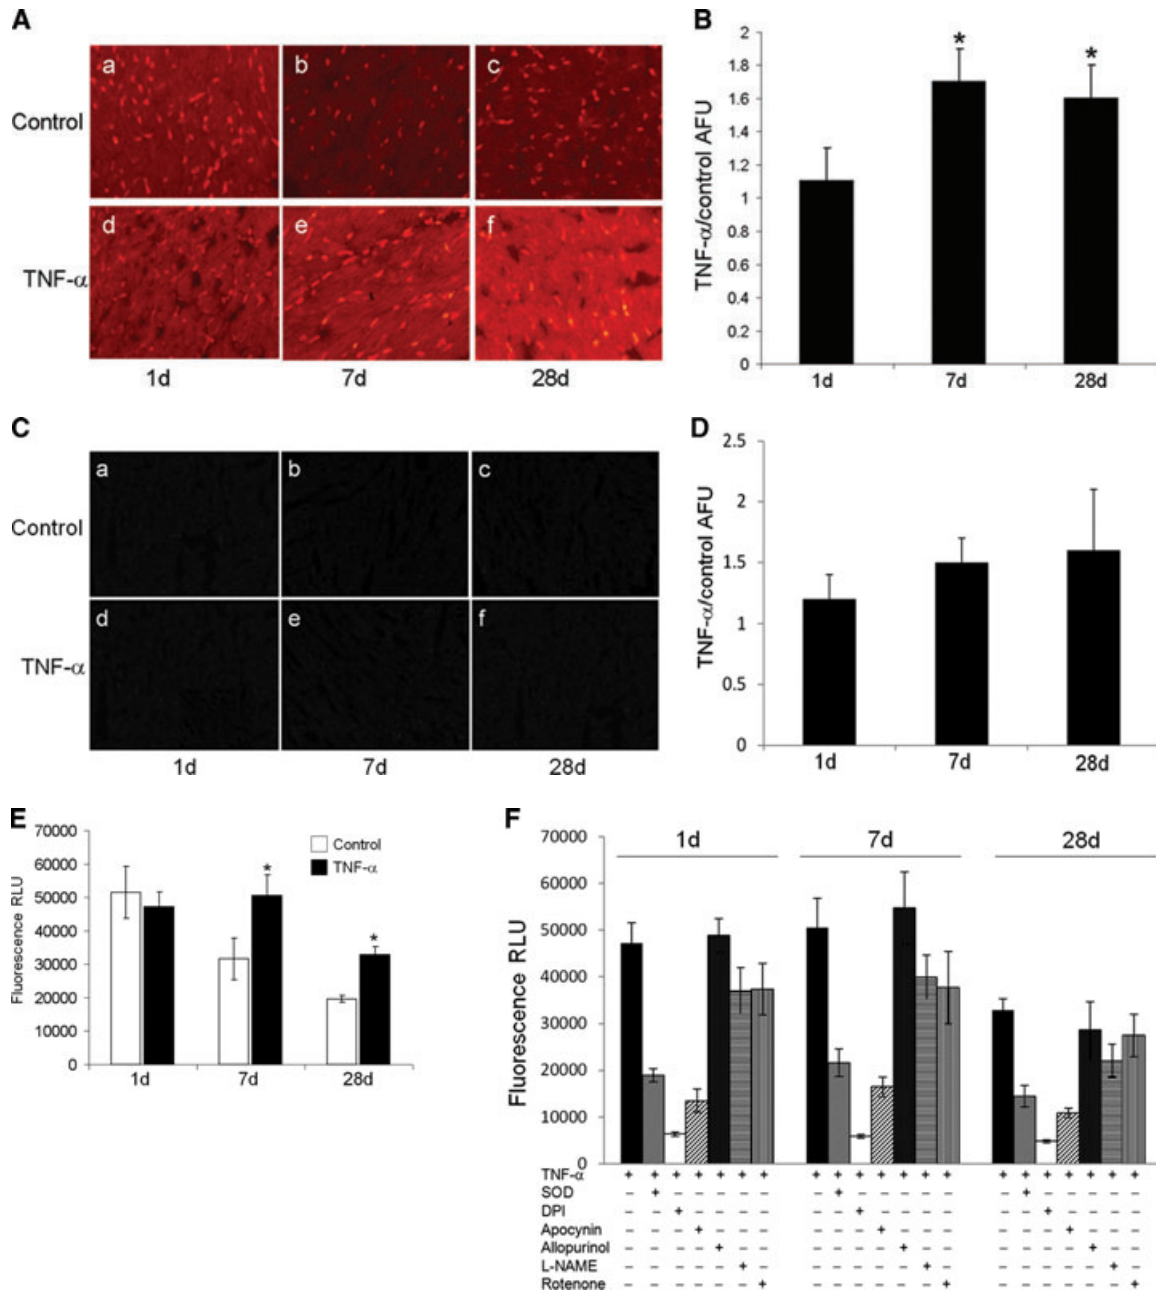 A
a
b
c
Control
d
e
f
TNF-α
1d
7d
28d
B
TNF-α/control AFU
2
1.8
1.6
1.4
1.2
1
0.8
0.6
0.4
0.2
0
*
*
1d
7d
28d
C
a
b
c
Control
d
e
f
TNF-α
1d
7d
28d
D
TNF-α/control AFU
2.5
2
1.5
1
0.5
0
1d
7d
28d
E
Fluorescence RLU
70000
60000
50000
40000
30000
20000
10000
0
Control
TNF-α
*
*
1d
7d
28d
F
Fluorescence RLU
70000
60000
50000
40000
30000
20000
10000
0
1d
7d
28d
TNF-α + + + + + + + + + + + + + + + + + + + + +
SOD – + – – – – – – + – – – – – – + – – – – –
DPI – – + – – – – – – + – – – – – – + – – – –
Apocynin – – – + – – – – – – + – – – – – – + – – –
Allopurinol – – – – + – – – – – – + – – – – – – + – –
L-NAME – – – – – + – – – – – – + – – – – – – + –
Rotenone – – – – – – + – – – – – – + – – – – – – +